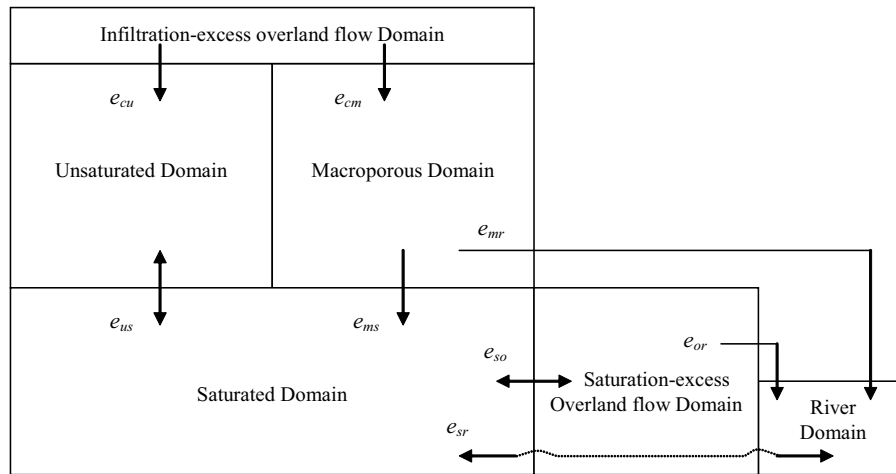 Infiltration-excess overland flow Domain
e_cu
e_cm
Unsaturated Domain
Macroporous Domain
e_mr
e_us
e_ms
e_so
e_or
Saturated Domain
Saturation-excess
Overland flow Domain
River
Domain
e_sr